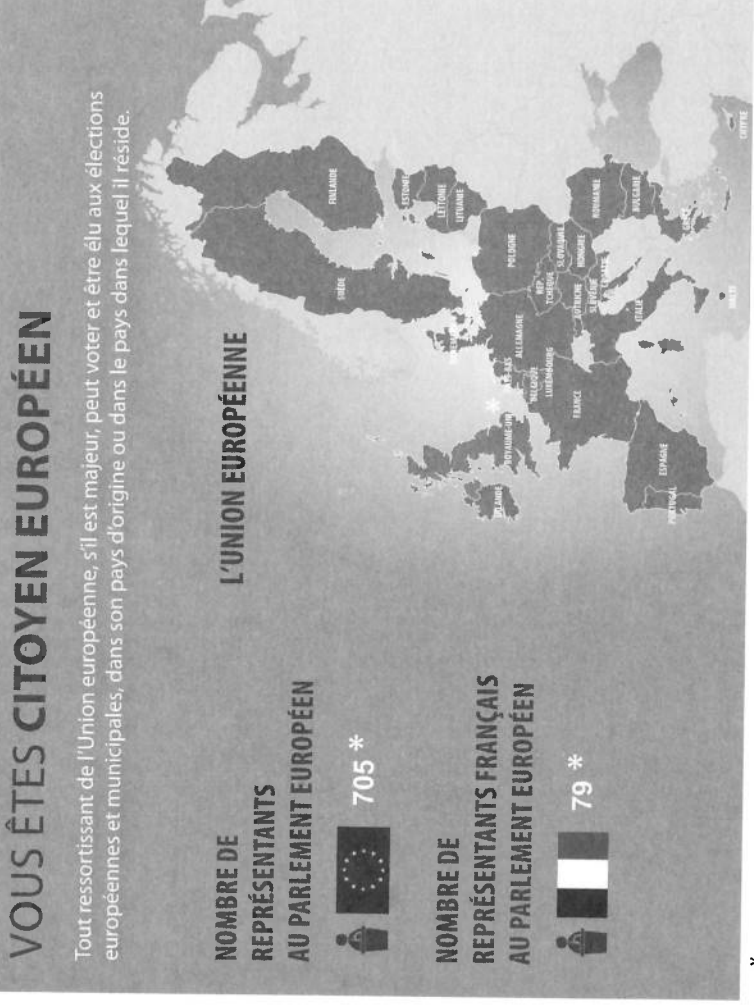 VOUS ÊTES CITOYEN EUROPÉEN
Tout ressortissant de l'Union européenne, s'il est majeur, peut voter et être élu aux élections
européennes et municipales, dans son pays d'origine ou dans le pays dans lequel il réside.
NOMBRE DE
REPRÉSENTANTS
AU PARLEMENT EUROPÉEN
705 *
NOMBRE DE
REPRÉSENTANTS FRANÇAIS
AU PARLEMENT EUROPÉEN
79 *
L'UNION EUROPÉENNE
FINLANDE
SUÈDE
ESTONIE
LETTONIE
LITUANIE
*
IRLANDE
ROYAUME-UNI
PAYS-BAS
BELGIQUE
LUXEMBOURG
ALLEMAGNE
POLOGNE
RÉP.
TCHÈQUE
SLOVAQUIE
AUTRICHE
HONGRIE
SLOVÉNIE
ROUMANIE
BULGARIE
FRANCE
ITALIE
ESPAGNE
PORTUGAL
MALTE
CHYPRE